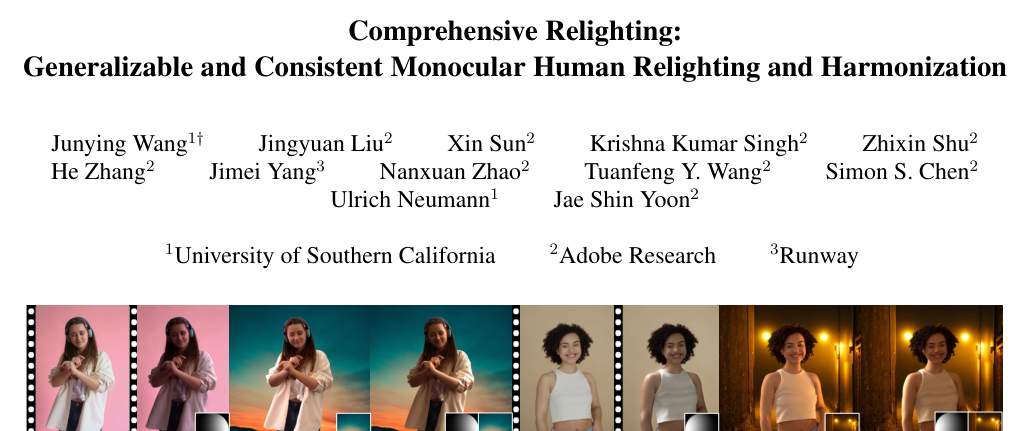 Comprehensive Relighting:
Generalizable and Consistent Monocular Human Relighting and Harmonization
Junying Wang1† Jingyuan Liu2 Xin Sun2 Krishna Kumar Singh2 Zhixin Shu2
He Zhang2 Jimei Yang3 Nanxuan Zhao2 Tuanfeng Y. Wang2 Simon S. Chen2
Ulrich Neumann1 Jae Shin Yoon2
1University of Southern California 2Adobe Research 3Runway